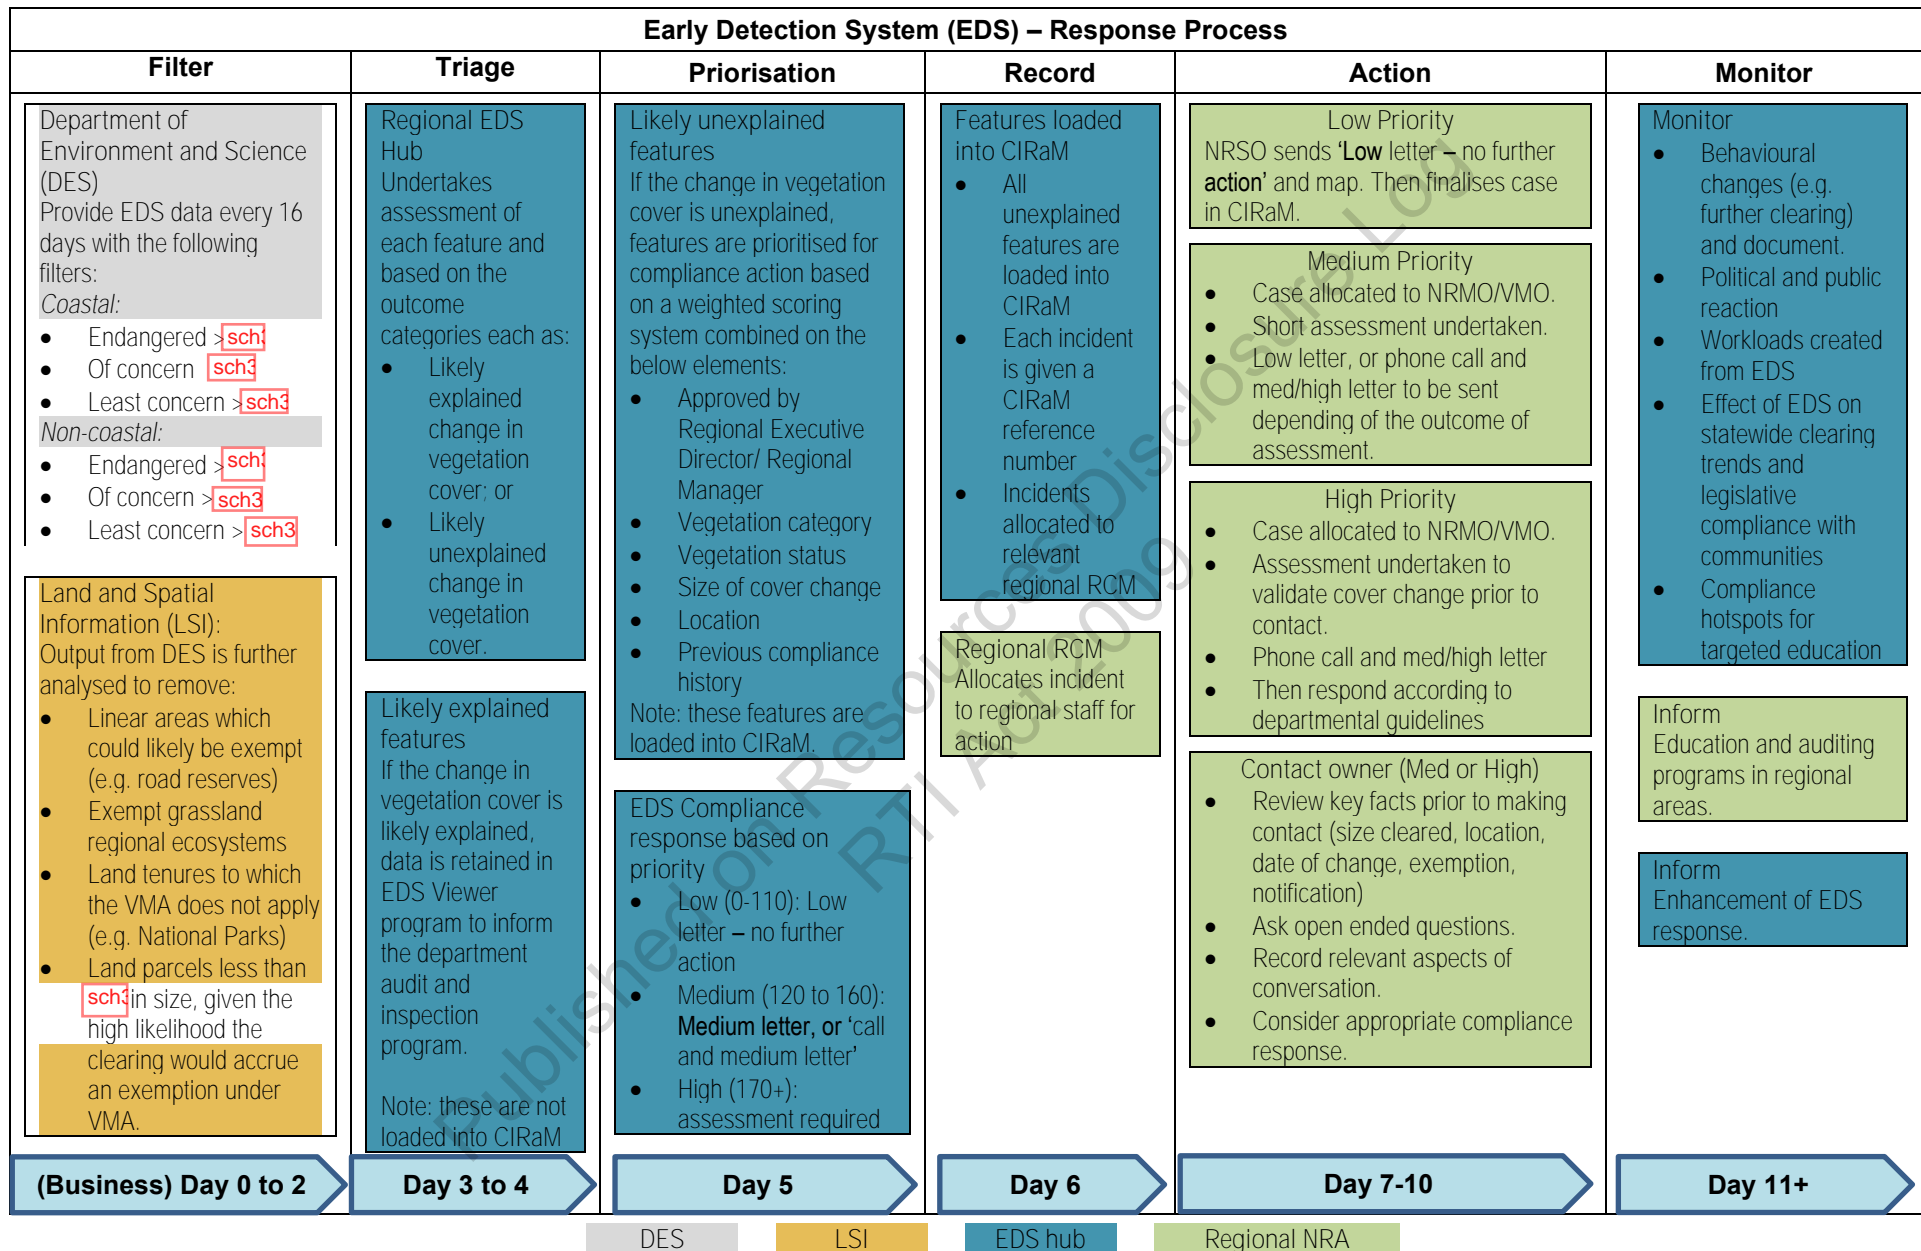 Early Detection System (EDS) – Response Process
Filter
Triage
Priorisation
Record
Action
Monitor
Department of
Environment and Science
(DES)
Provide EDS data every 16
days with the following
filters:
Coastal:
• Endangered >sch3
• Of concern sch3
• Least concern >sch3
Non-coastal:
• Endangered >sch3
• Of concern >sch3
• Least concern >sch3
Land and Spatial
Information (LSI):
Output from DES is further
analysed to remove:
• Linear areas which
could likely be exempt
(e.g. road reserves)
• Exempt grassland
regional ecosystems
• Land tenures to which
the VMA does not apply
(e.g. National Parks)
• Land parcels less than
sch3 in size, given the
high likelihood the
clearing would accrue
an exemption under
VMA.
Regional EDS
Hub
Undertakes
assessment of
each feature and
based on the
outcome
categories each as:
• Likely
explained
change in
vegetation
cover; or
• Likely
unexplained
change in
vegetation
cover.
Likely explained
features
If the change in
vegetation cover is
likely explained,
data is retained in
EDS Viewer
program to inform
the department
audit and
inspection
program.
Note: these are not
loaded into CIRaM
Likely unexplained
features
If the change in vegetation
cover is unexplained,
features are prioritised for
compliance action based
on a weighted scoring
system combined on the
below elements:
• Approved by
Regional Executive
Director/ Regional
Manager
• Vegetation category
• Vegetation status
• Size of cover change
• Location
• Previous compliance
history
Note: these features are
loaded into CIRaM.
EDS Compliance
response based on
priority
• Low (0-110): Low
letter – no further
action
• Medium (120 to 160):
Medium letter, or ‘call
and medium letter’
• High (170+):
assessment required
Features loaded
into CIRaM
• All
unexplained
features are
loaded into
CIRaM
• Each incident
is given a
CIRaM
reference
number
• Incidents
allocated to
relevant
regional RCM
Regional RCM
Allocates incident
to regional staff for
action
Low Priority
NRSO sends ‘Low letter – no further
action’ and map. Then finalises case
in CIRaM.
Medium Priority
• Case allocated to NRMO/VMO.
• Short assessment undertaken.
• Low letter, or phone call and
med/high letter to be sent
depending of the outcome of
assessment.
High Priority
• Case allocated to NRMO/VMO.
• Assessment undertaken to
validate cover change prior to
contact.
• Phone call and med/high letter
• Then respond according to
departmental guidelines
Contact owner (Med or High)
• Review key facts prior to making
contact (size cleared, location,
date of change, exemption,
notification)
• Ask open ended questions.
• Record relevant aspects of
conversation.
• Consider appropriate compliance
response.
Monitor
• Behavioural
changes (e.g.
further clearing)
and document.
• Political and public
reaction
• Workloads created
from EDS
• Effect of EDS on
statewide clearing
trends and
legislative
compliance with
communities
• Compliance
hotspots for
targeted education
Inform
Education and auditing
programs in regional
areas.
Inform
Enhancement of EDS
response.
(Business) Day 0 to 2
Day 3 to 4
Day 5
Day 6
Day 7-10
Day 11+
DES
LSI
EDS hub
Regional NRA
Published on Resources Disclosure Log
RTI Act 2009